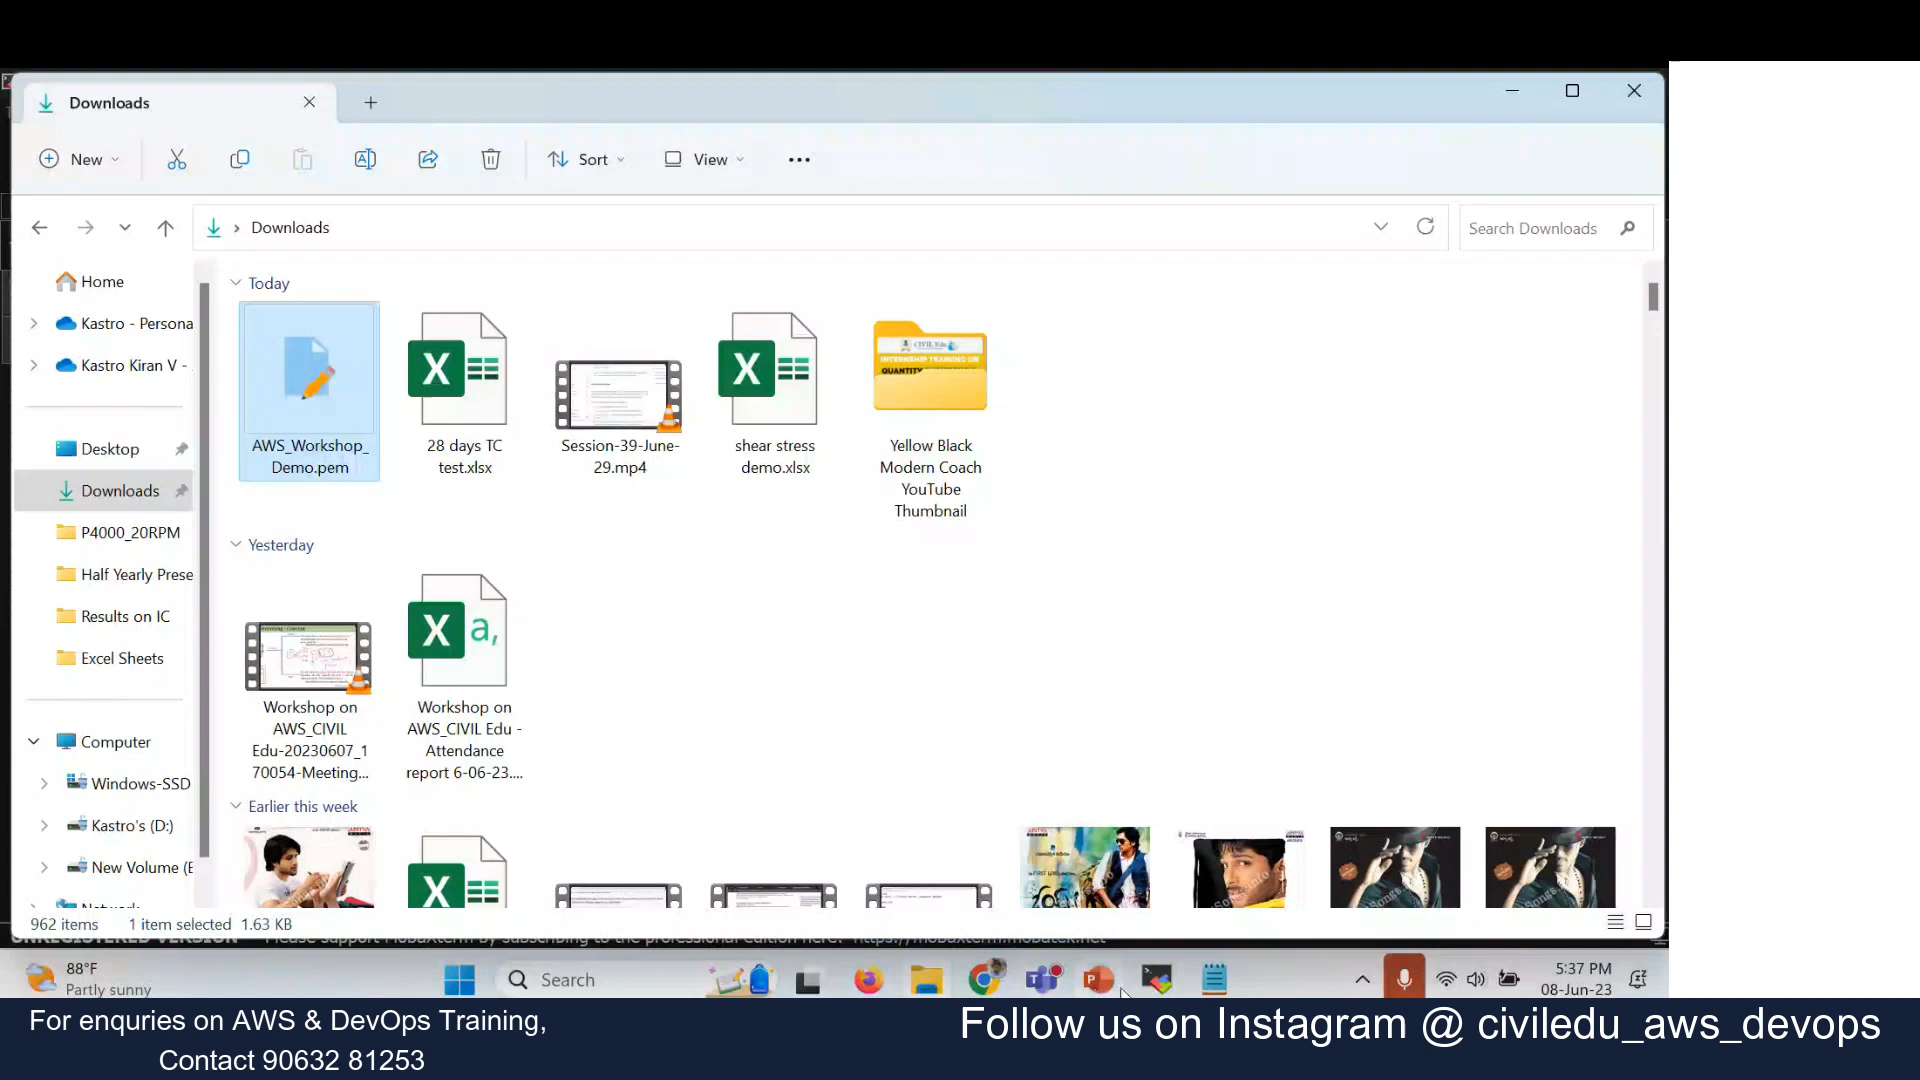 Downloads
New
Sort
View
Downloads
Search Downloads
Home
Kastro - Persona
Kastro Kiran V -
Desktop
Downloads
P4000_20RPM
Half Yearly Prese
Results on IC
Excel Sheets
Computer
Windows-SSD
Kastro's (D:)
New Volume (E
Today
AWS_Workshop_
Demo.pem
28 days TC
test.xlsx
Session-39-June-
29.mp4
shear stress
demo.xlsx
CIVIL Edu
INTERNSHIP TRAINING ON
Yellow Black
Modern Coach
YouTube
Thumbnail
Yesterday
Workshop on
AWS_CIVIL
Edu-20230607_1
70054-Meeting...
Workshop on
AWS_CIVIL Edu -
Attendance
report 6-06-23....
Earlier this week
962 items
1 item selected 1.63 KB
88°F
Partly sunny
Search
5:37 PM
08-Jun-23
For enquries on AWS & DevOps Training,
Contact 90632 81253
Follow us on Instagram @ civiledu_aws_devops